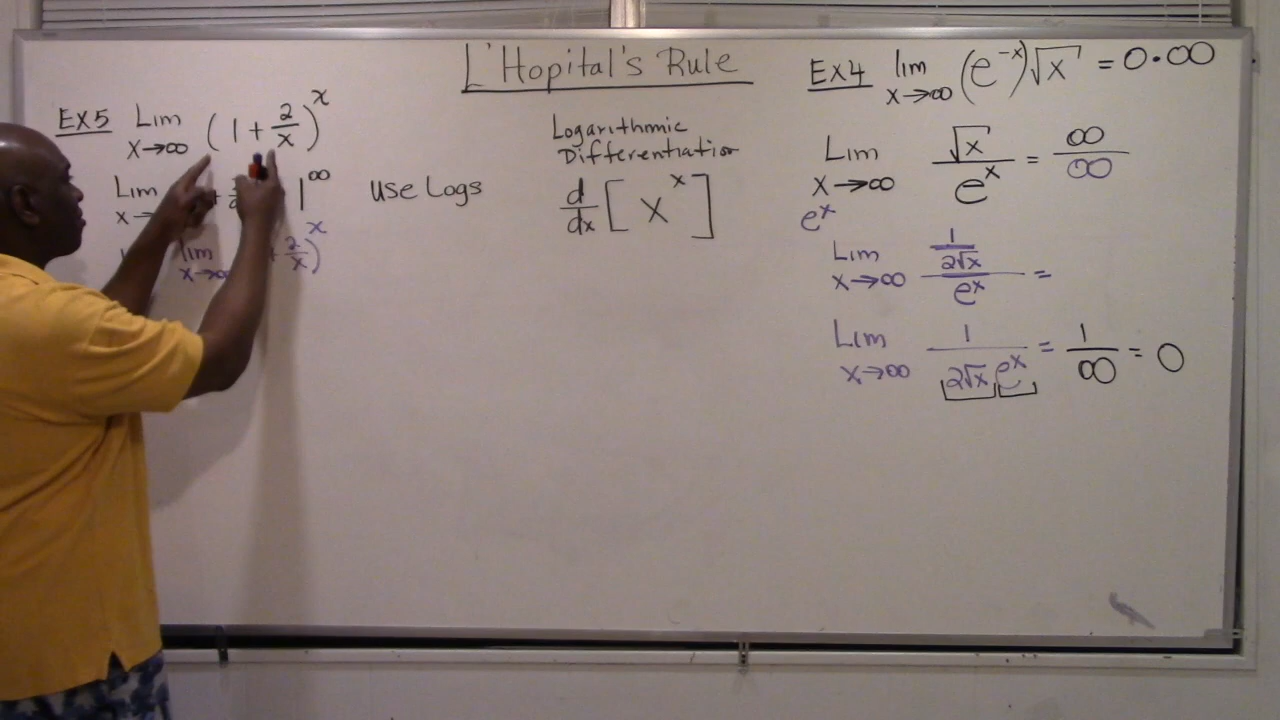 L'Hopital's Rule
EX5 Lim x→∞ (1 + 2/x)^x
Lim x→ + 1^∞ use Logs
lim x→∞ + 2/x)^x
Logarithmic
Differentiation
d/dx [ x^x ]
EX4 lim x→∞ (e^-x)√x = 0·∞
Lim x→∞ √x / e^x = ∞/∞
e^x
Lim x→∞ 1/2√x / e^x =
Lim x→∞ 1 / 2√x e^x = 1/∞ = 0